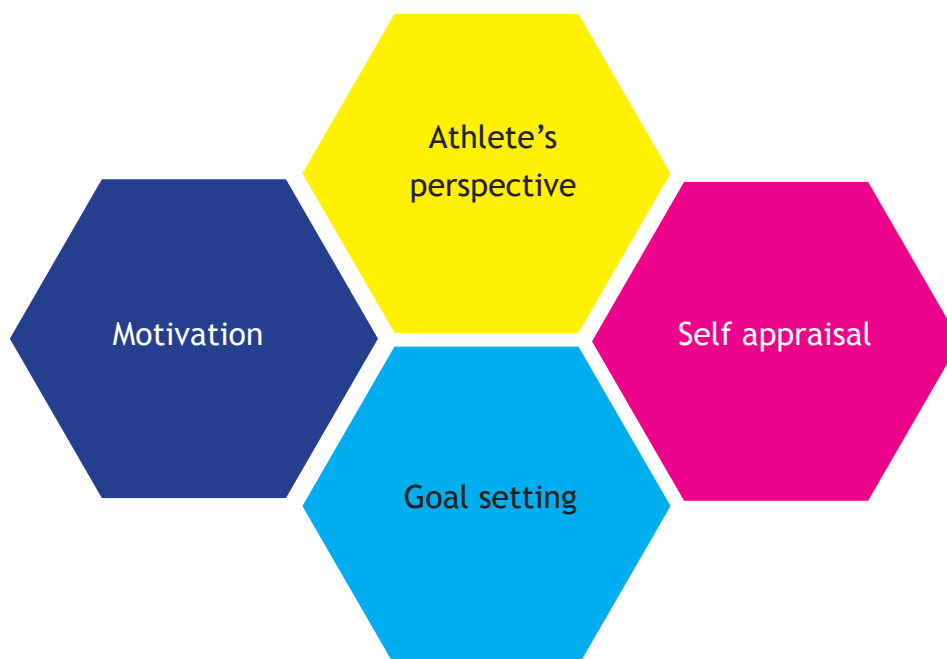 Athlete’s
perspective
Motivation
Self appraisal
Goal setting